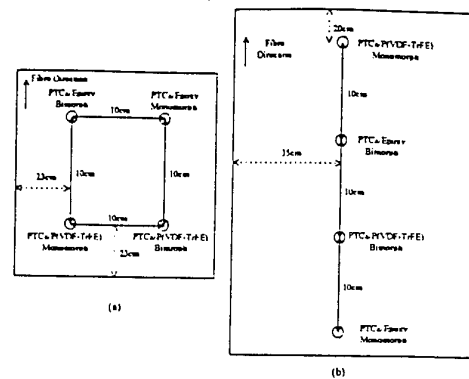 Fibre Direction
PTCa/Epoxy
Bimorph
PTCa/Epoxy
Monomorph
10cm
10cm
10cm
23cm
10cm
PTCa/P(VDF-TrFE)
Monomorph
PTCa/P(VDF-TrFE)
Bimorph
23cm
(a)
20cm
Fibre
Direction
PTCa/P(VDF-TrFE)
Monomorph
10cm
PTCa/Epoxy
Bimorph
35cm
10cm
PTCa/P(VDF-TrFE)
Bimorph
10cm
PTCa/Epoxy
Monomorph
(b)